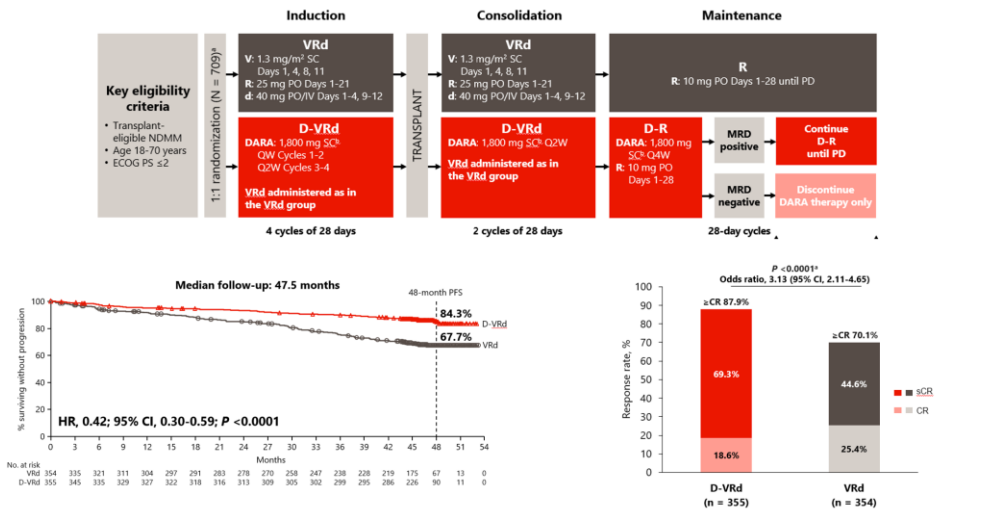 Induction
Consolidation
Maintenance
Key eligibility
criteria
• Transplant-
eligible NDMM
• Age 18-70 years
• ECOG PS ≤2
1:1 randomization (N = 709)ª
VRd
V: 1.3 mg/m² SC
Days 1, 4, 8, 11
R: 25 mg PO Days 1-21
d: 40 mg PO/IV Days 1-4, 9-12
D-VRd
DARA: 1,800 mg SCᵇ
QW Cycles 1-2
Q2W Cycles 3-4
VRd administered as in
the VRd group
4 cycles of 28 days
TRANSPLANT
VRd
V: 1.3 mg/m² SC
Days 1, 4, 8, 11
R: 25 mg PO Days 1-21
d: 40 mg PO/IV Days 1-4, 9-12
D-VRd
DARA: 1,800 mg SCᵇ Q2W
VRd administered as in
the VRd group
2 cycles of 28 days
R
R: 10 mg PO Days 1-28 until PD
D-R
DARA: 1,800 mg
SCᵇ Q4W
R: 10 mg PO
Days 1-28
MRD
positive
Continue
D-R
until PD
MRD
negative
Discontinue
DARA therapy only
28-day cycles
Median follow-up: 47.5 months
48-month PFS
84.3%
D-VRd
67.7%
VRd
% surviving without progression
100
80
60
40
20
0
HR, 0.42; 95% CI, 0.30-0.59; P <0.0001
0 3 6 9 12 15 18 21 24 27 30 33 36 39 42 45 48 51 54
Months
No. at risk
VRd 354 335 321 311 304 297 291 283 278 270 258 247 238 228 219 175 67 13 0
D-VRd 355 345 335 329 327 322 318 316 313 309 305 302 299 295 286 226 90 11 0
P <0.0001ª
Odds ratio, 3.13 (95% CI, 2.11-4.65)
Response rate, %
100
90
80
70
60
50
40
30
20
10
0
≥CR 87.9%
69.3%
18.6%
≥CR 70.1%
44.6%
25.4%
sCR
CR
D-VRd
(n = 355)
VRd
(n = 354)